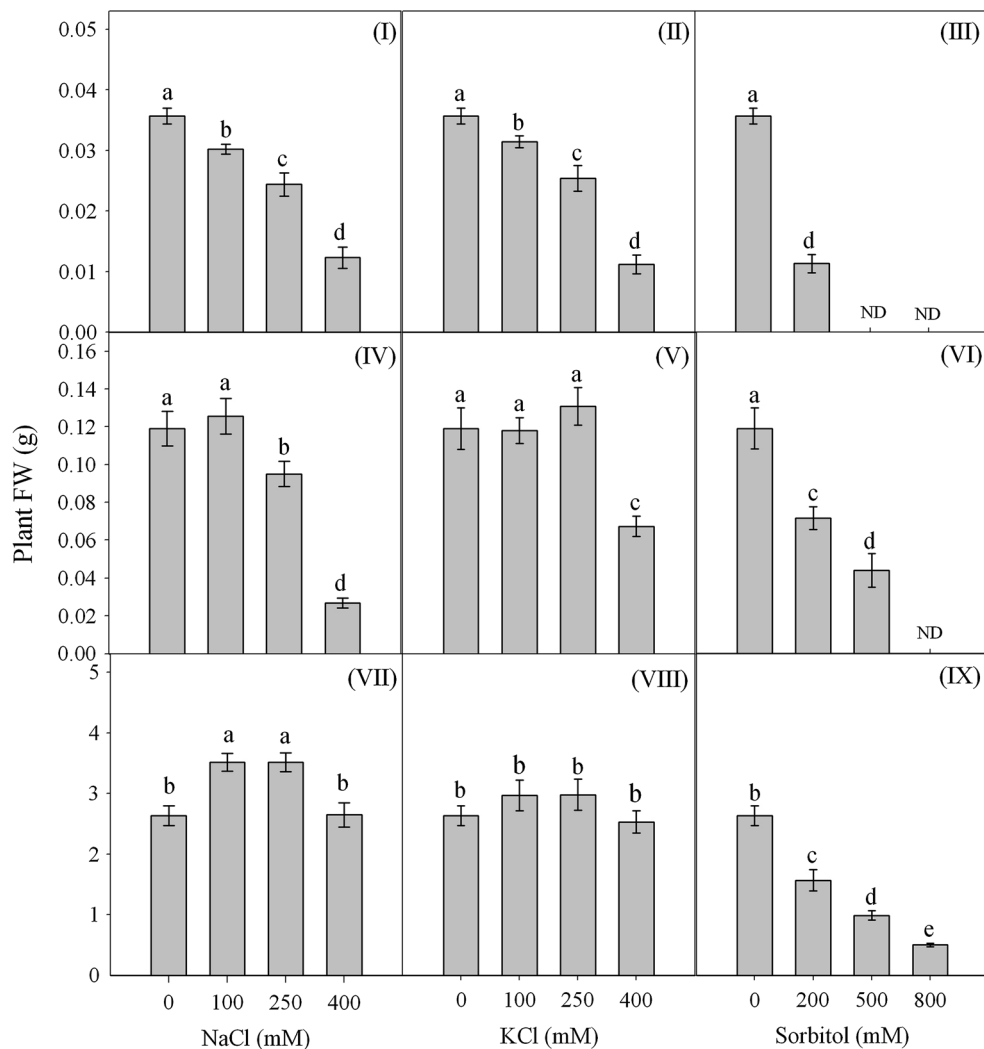 0.05 (I) (II) (III)
a a a
0.04
b b
0.03
c c
0.02
d d d
0.01
ND ND
0.00
0.16 (IV) (V) (VI)
0.14
a a a a a a
0.12
b
0.10
c c
0.08
d
0.06
0.04
d
0.02
ND
0.00
Plant FW (g)
5 (VII) (VIII) (IX)
4
a a
b b b b b b b
3
2
c
d
1
e
0
0 100 250 400 0 100 250 400 0 200 500 800
NaCl (mM) KCl (mM) Sorbitol (mM)